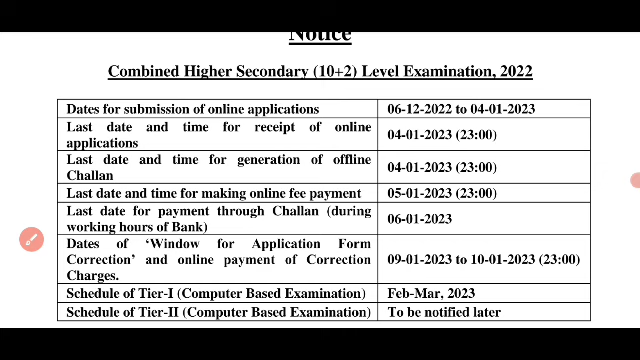 Notice
Combined Higher Secondary (10+2) Level Examination, 2022
Dates for submission of online applications 06-12-2022 to 04-01-2023
Last date and time for receipt of online
applications 04-01-2023 (23:00)
Last date and time for generation of offline
Challan 04-01-2023 (23:00)
Last date and time for making online fee payment 05-01-2023 (23:00)
Last date for payment through Challan (during
working hours of Bank) 06-01-2023
Dates of ‘Window for Application Form
Correction’ and online payment of Correction
Charges. 09-01-2023 to 10-01-2023 (23:00)
Schedule of Tier-I (Computer Based Examination) Feb-Mar, 2023
Schedule of Tier-II (Computer Based Examination) To be notified later